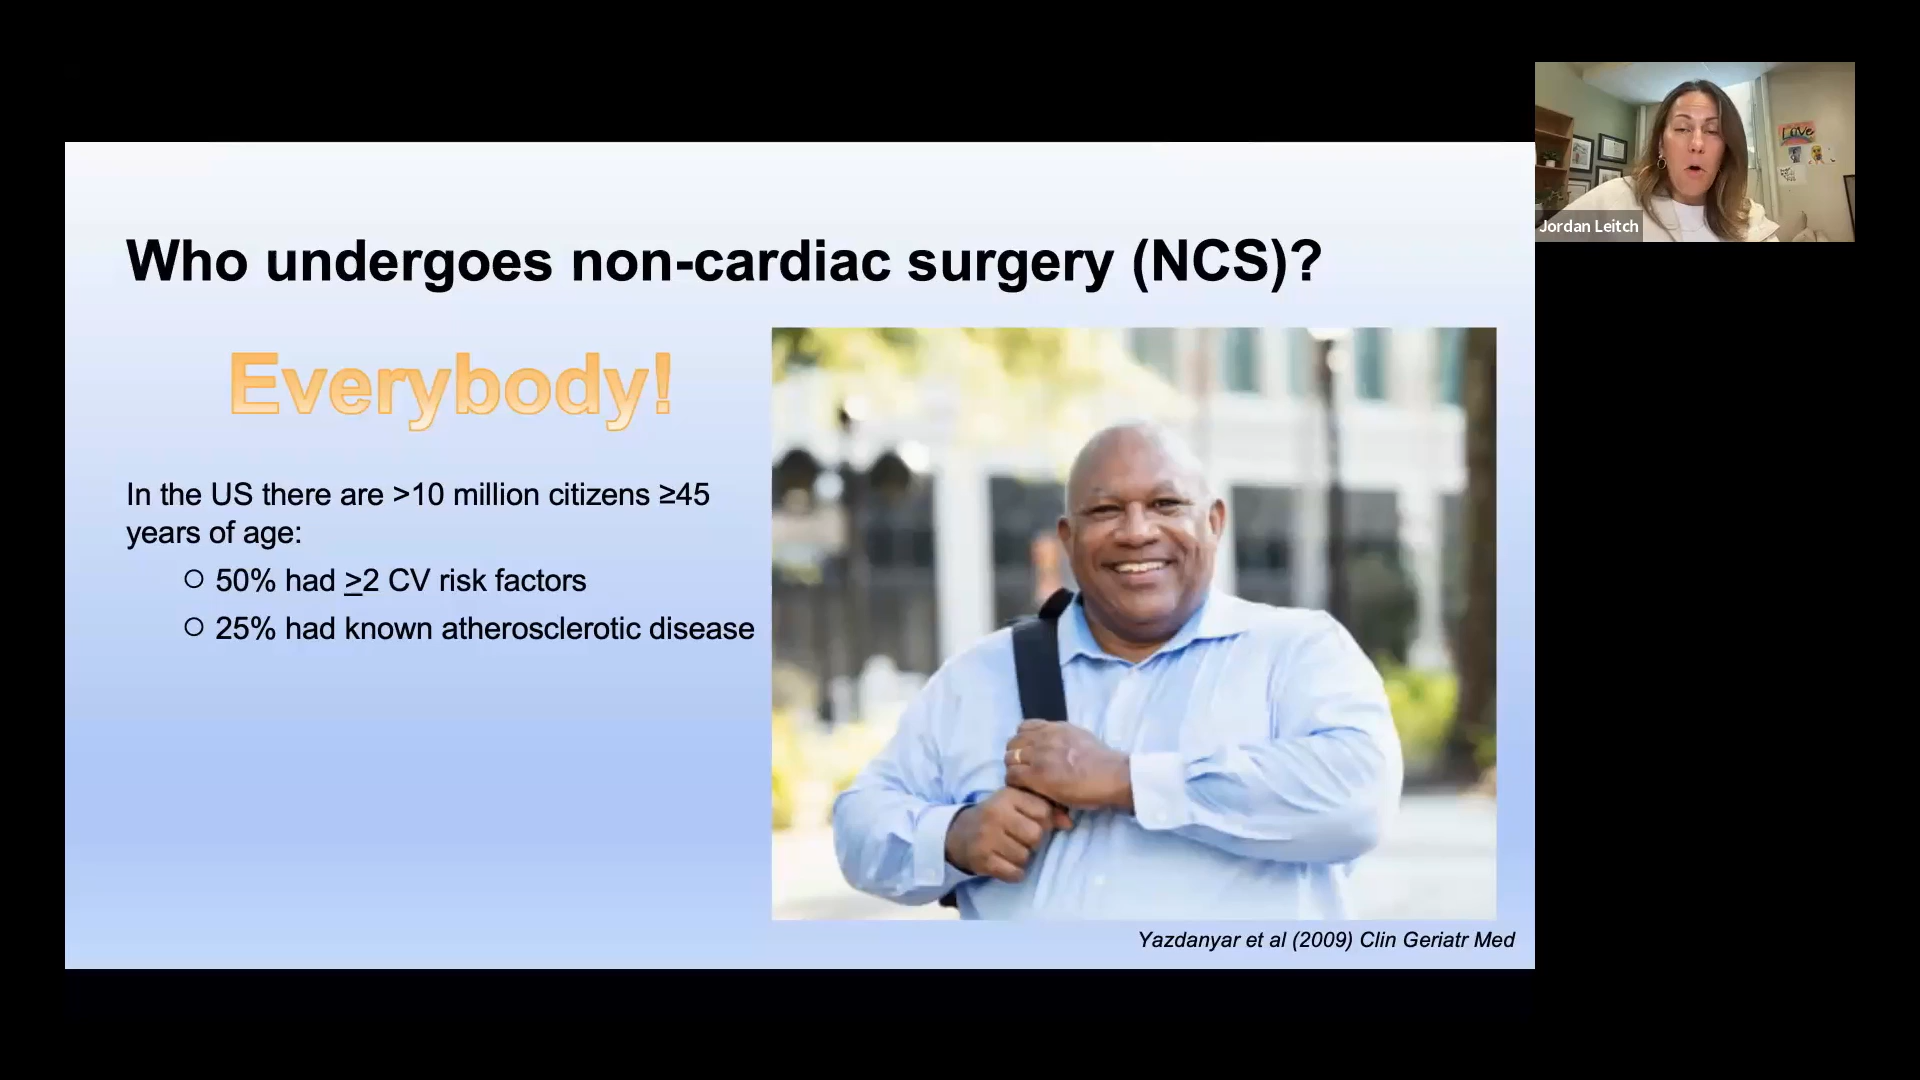 Who undergoes non-cardiac surgery (NCS)?
Everybody!
In the US there are >10 million citizens ≥45
years of age:
○ 50% had ≥2 CV risk factors
○ 25% had known atherosclerotic disease
Yazdanyar et al (2009) Clin Geriatr Med
Love
Jordan Leitch